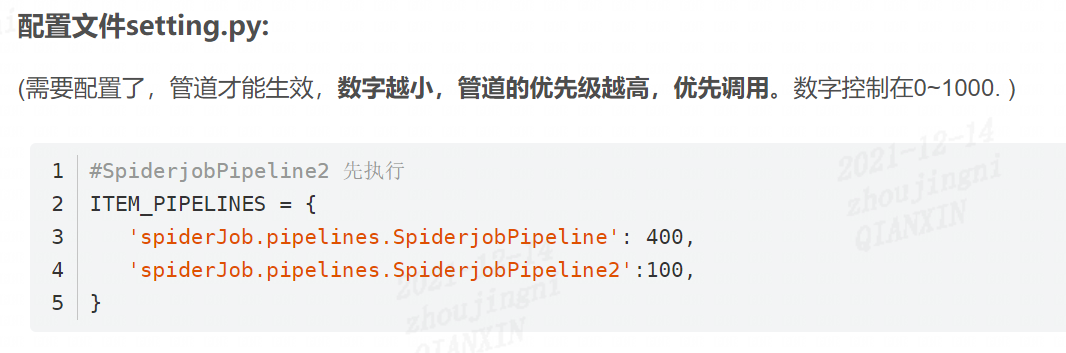 配置文件setting.py:
(需要配置了，管道才能生效，数字越小，管道的优先级越高，优先调用。数字控制在0~1000. )
1 #SpiderjobPipeline2 先执行
2 ITEM_PIPELINES = {
3 'spiderJob.pipelines.SpiderjobPipeline': 400,
4 'spiderJob.pipelines.SpiderjobPipeline2':100,
5 }
2021-12-14
zhoujingni
QIANXIN
2021-12-14
zhoujingni
QIANXIN